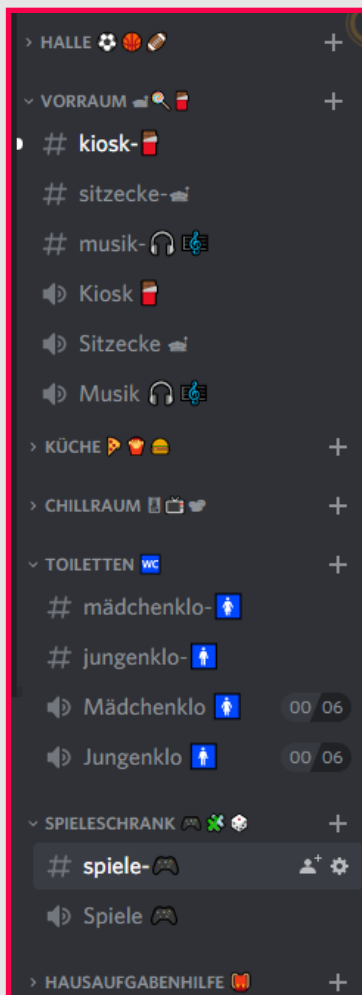 HALLE
VORRAUM
kiosk-
sitzecke-
musik-
Kiosk
Sitzecke
Musik
KÜCHE
CHILLRAUM
TOILETTEN WC
mädchenklo-
jungenklo-
Mädchenklo 00 06
Jungenklo 00 06
SPIELESCHRANK
spiele-
Spiele
HAUSAUFGABENHILFE